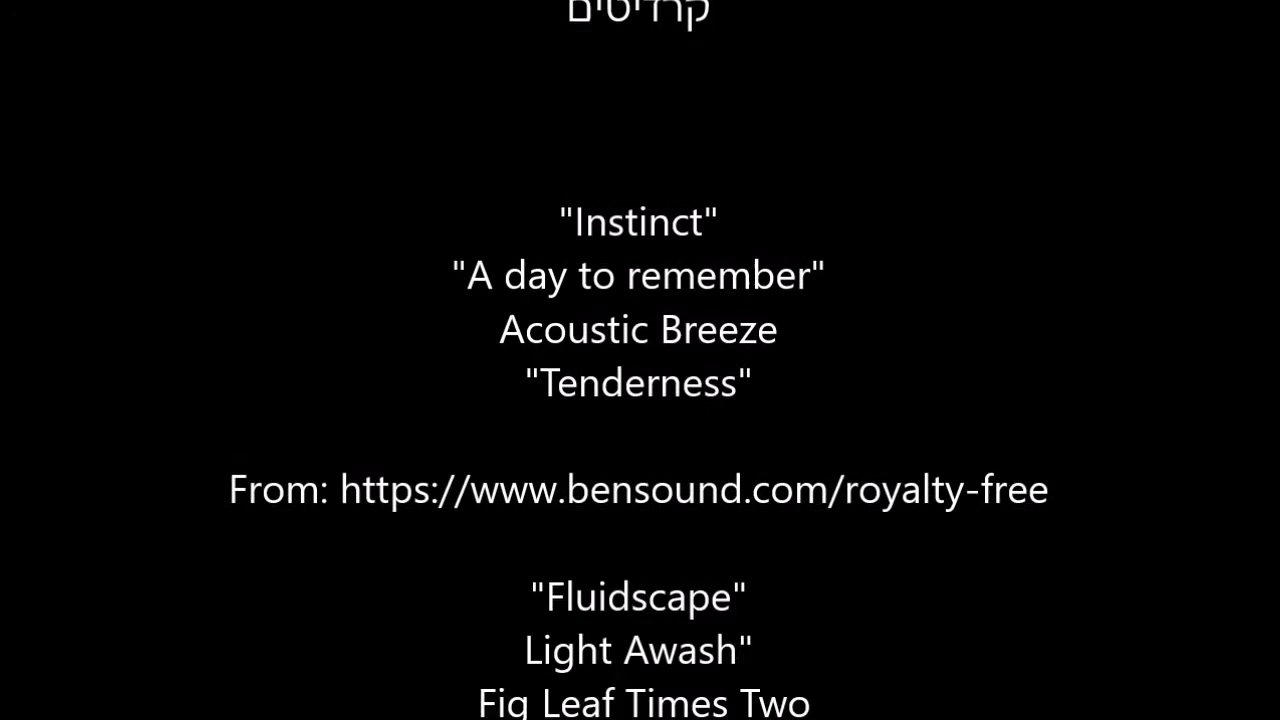 קרדיטים
"Instinct"
"A day to remember"
Acoustic Breeze
"Tenderness"
From: https://www.bensound.com/royalty-free
"Fluidscape"
Light Awash"
Fig Leaf Times Two